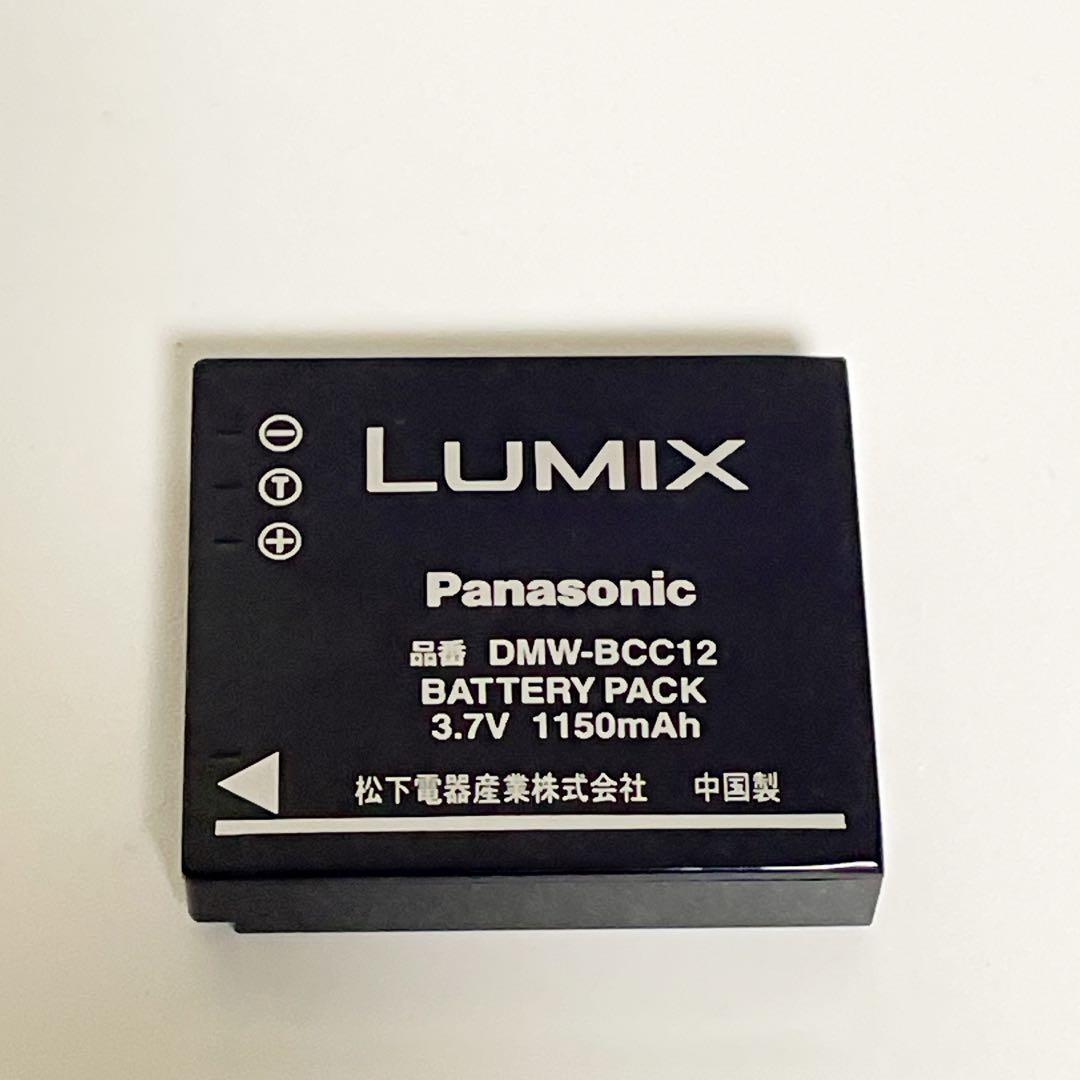 LUMIX
⊖
T
⊕
Panasonic
品番 DMW-BCC12
BATTERY PACK
3.7V 1150mAh
松下電器産業株式会社 中国製